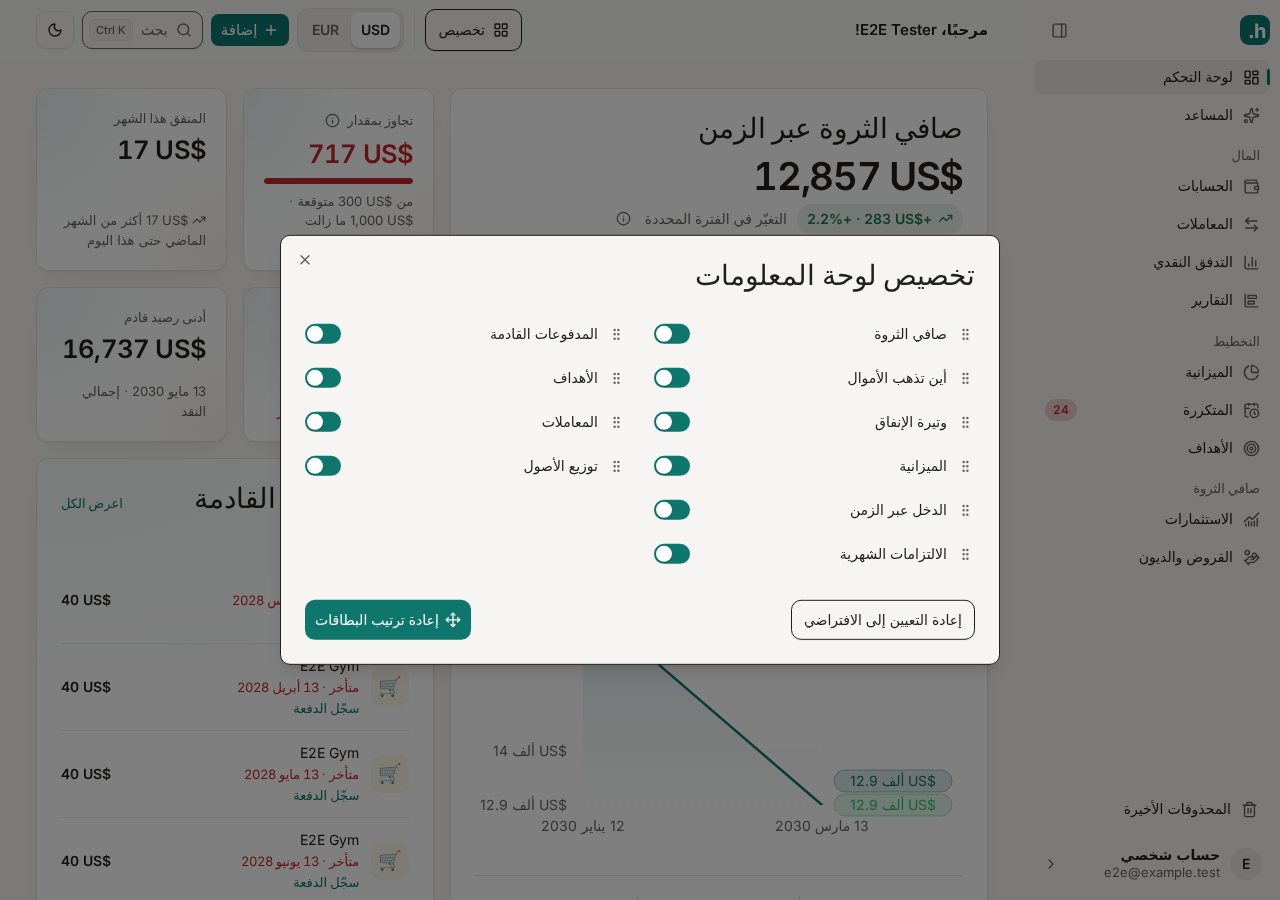 .h
لوحة التحكم
المساعد
المال
الحسابات
المعاملات
التدفق النقدي
التقارير
التخطيط
الميزانية
المتكررة
24
الأهداف
صافي الثروة
الاستثمارات
القروض والديون
المحذوفات الأخيرة
E
حساب شخصي
e2e@example.test
مرحبًا، E2E Tester!
تخصيص
USD
EUR
إضافة
بحث
Ctrl K
صافي الثروة عبر الزمن
12,857 US$
+283 US$ · +2.2%
التغيّر في الفترة المحددة
تجاوز بمقدار
717 US$
من 300 US$ متوقعة ·
1,000 US$ ما زالت
المنفق هذا الشهر
17 US$
17 US$ أكثر من الشهر
الماضي حتى هذا اليوم
أدنى رصيد قادم
16,737 US$
13 مايو 2030 · إجمالي
النقد
تخصيص لوحة المعلومات
صافي الثروة
أين تذهب الأموال
وتيرة الإنفاق
الميزانية
الدخل عبر الزمن
الالتزامات الشهرية
المدفوعات القادمة
الأهداف
المعاملات
توزيع الأصول
إعادة التعيين إلى الافتراضي
إعادة ترتيب البطاقات
14 ألف US$
12.9 ألف US$
12.9 ألف US$
12.9 ألف US$
12 يناير 2030
13 مارس 2030
القادمة
اعرض الكل
2028
40 US$
E2E Gym
متأخر · 13 أبريل 2028
سجّل الدفعة
40 US$
E2E Gym
متأخر · 13 مايو 2028
سجّل الدفعة
40 US$
E2E Gym
متأخر · 13 يونيو 2028
سجّل الدفعة
40 US$